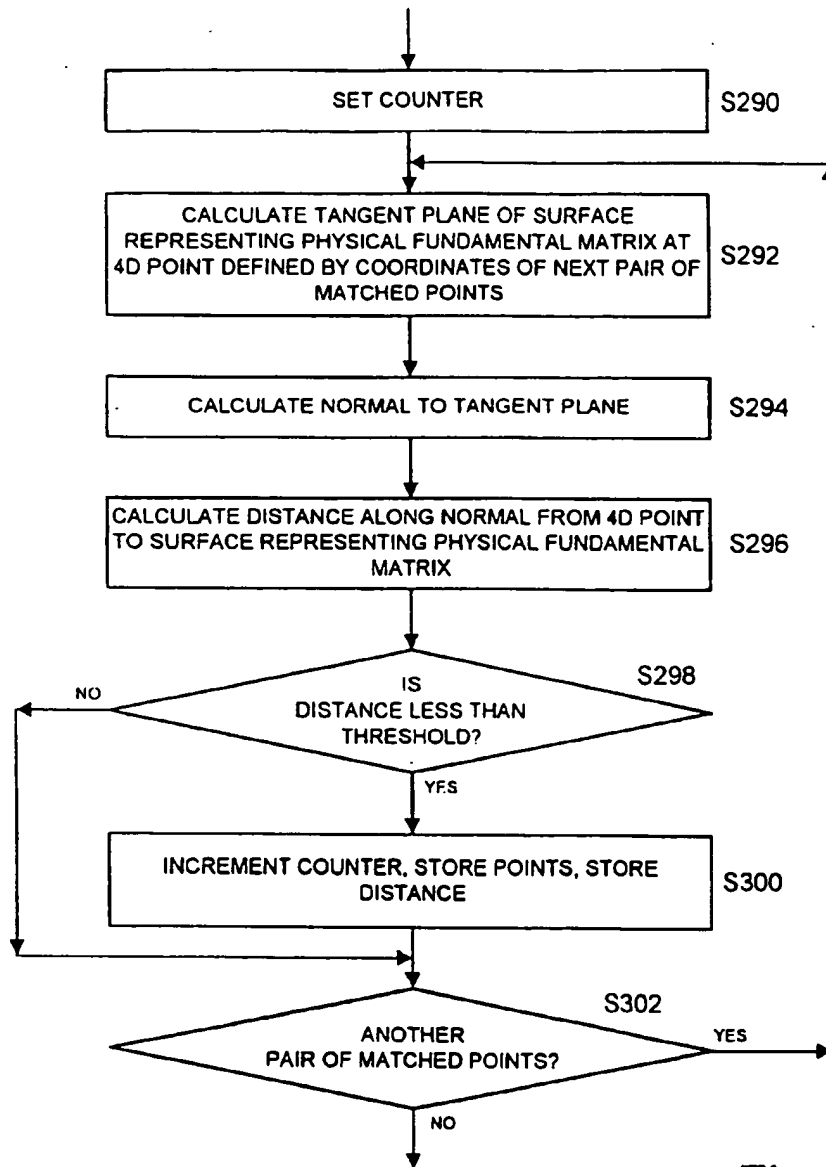 SET COUNTER
S290
CALCULATE TANGENT PLANE OF SURFACE
REPRESENTING PHYSICAL FUNDAMENTAL MATRIX AT
4D POINT DEFINED BY COORDINATES OF NEXT PAIR OF
MATCHED POINTS
S292
CALCULATE NORMAL TO TANGENT PLANE
S294
CALCULATE DISTANCE ALONG NORMAL FROM 4D POINT
TO SURFACE REPRESENTING PHYSICAL FUNDAMENTAL
MATRIX
S296
S298
NO
IS
DISTANCE LESS THAN
THRESHOLD?
YES
INCREMENT COUNTER, STORE POINTS, STORE
DISTANCE
S300
S302
ANOTHER
PAIR OF MATCHED POINTS?
YES
NO